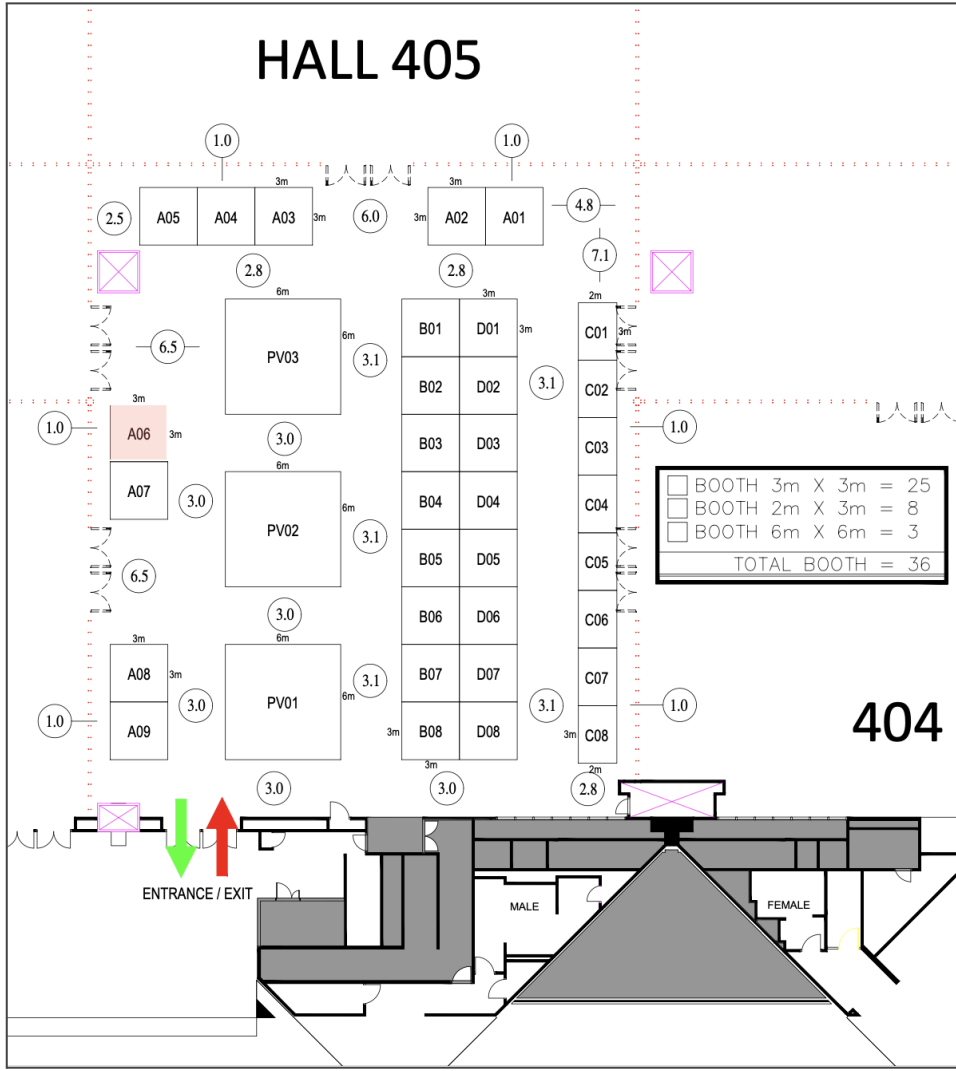 HALL 405
1.0
1.0
3m
3m
2.5
A05
A04
A03
3m
6.0
3m
A02
A01
4.8
7.1
2.8
2.8
6m
3m
2m
6.5
PV03
6m
3.1
B01
D01
3m
C01
3m
B02
D02
3.1
C02
3m
1.0
A06
3m
3.0
B03
D03
C03
1.0
6m
A07
3.0
PV02
6m
3.1
B04
D04
C04
BOOTH 3m X 3m = 25
BOOTH 2m X 3m = 8
BOOTH 6m X 6m = 3
TOTAL BOOTH = 36
6.5
B05
D05
C05
3.0
B06
D06
C06
3m
6m
A08
3m
3.0
PV01
6m
3.1
B07
D07
C07
1.0
A09
3m
B08
D08
3.1
3m
C08
1.0
404
3m
2m
3.0
3.0
2.8
ENTRANCE / EXIT
MALE
FEMALE